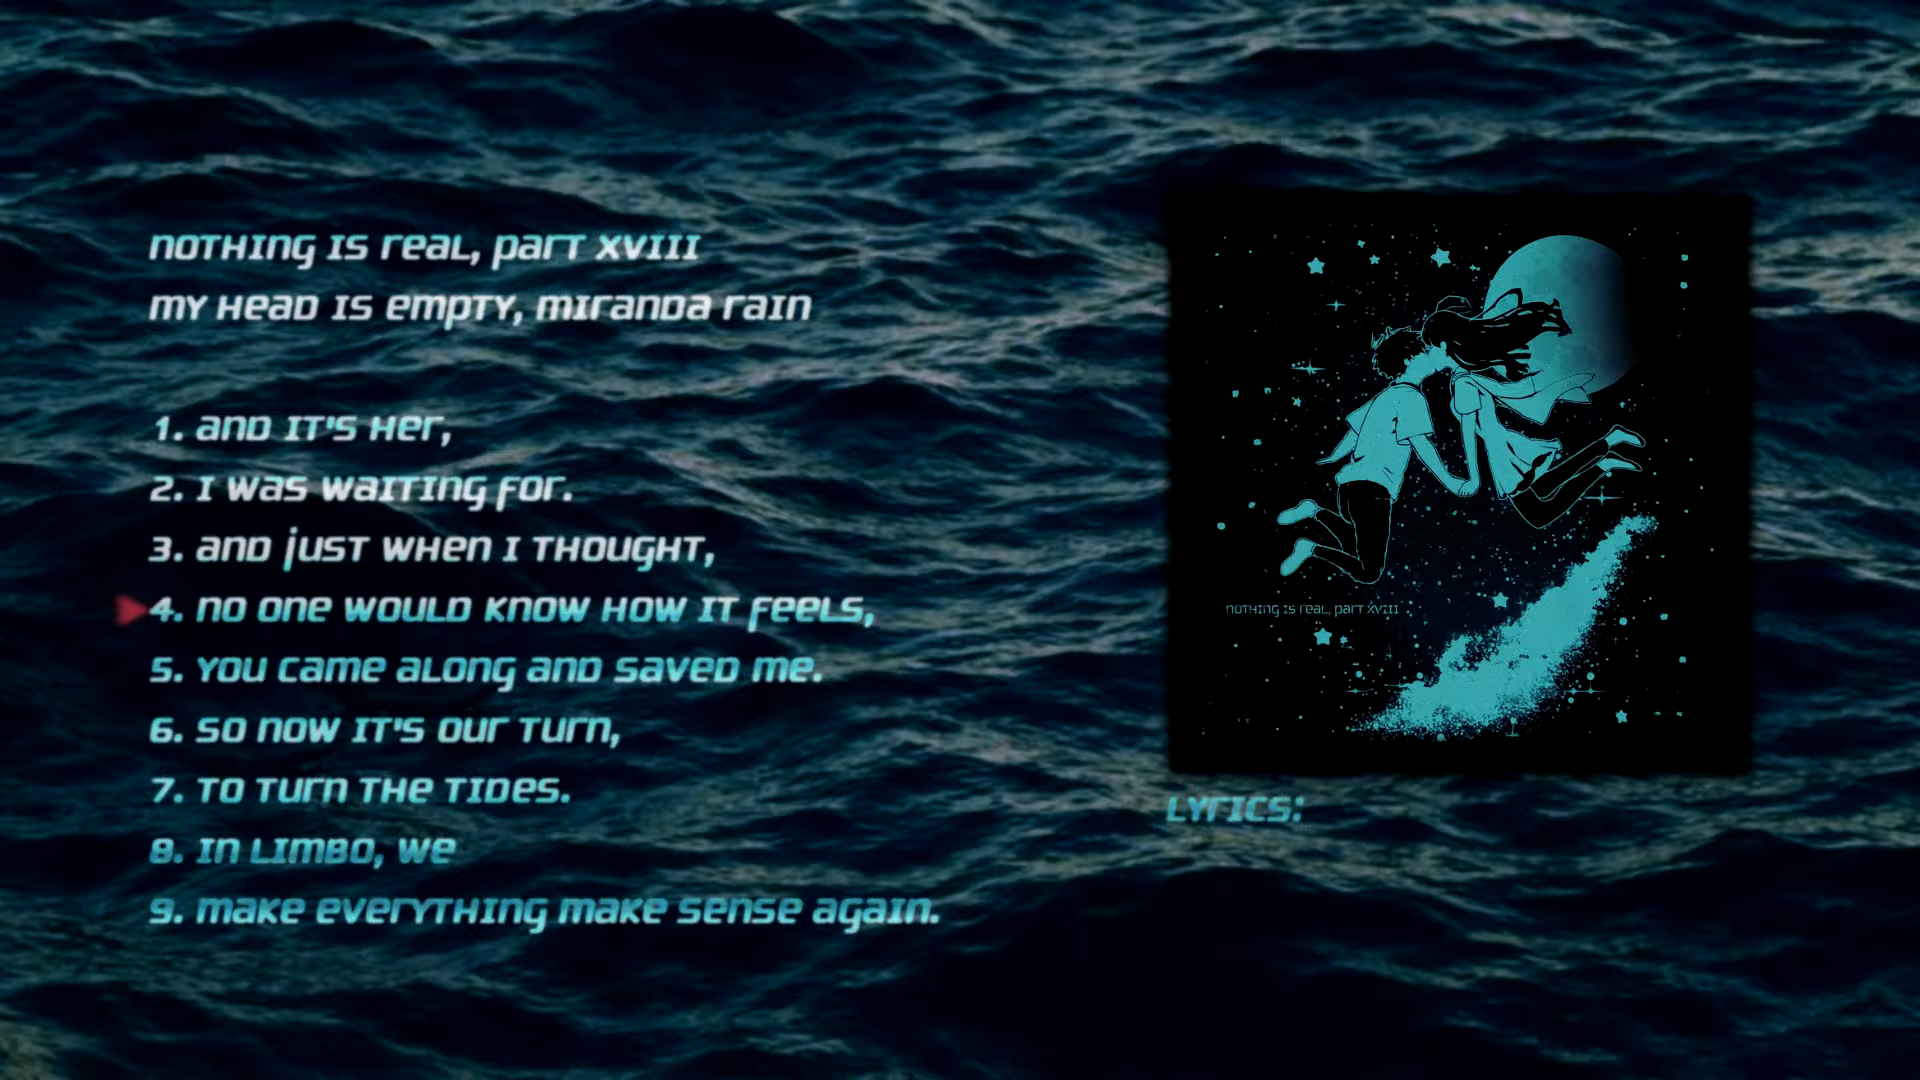 nothing is real, part XVIII
my head is empty, miranda rain
1. and it's her,
2. I was waiting for.
3. and just when I thought,
4. no one would know how it feels,
5. you came along and saved me.
6. so now it's our turn,
7. to turn the tides.
8. in limbo, we
9. make everything make sense again.
nothing is real, part XVIII
lyrics: